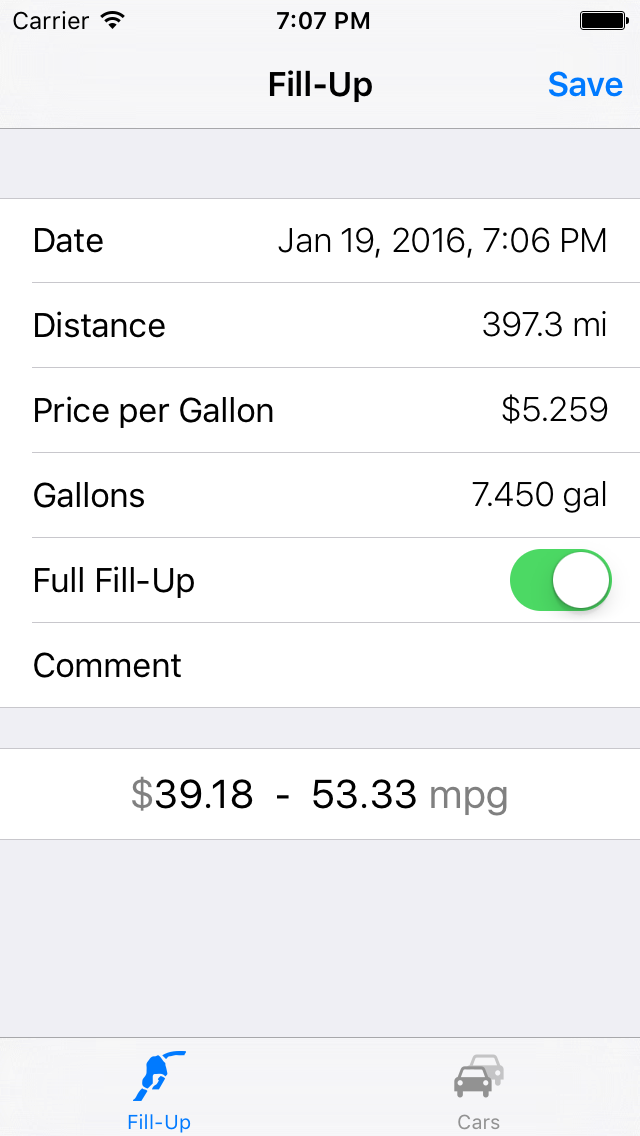 Carrier 7:07 PM
Fill-Up Save
Date Jan 19, 2016, 7:06 PM
Distance 397.3 mi
Price per Gallon $5.259
Gallons 7.450 gal
Full Fill-Up
Comment
$39.18 - 53.33 mpg
Fill-Up Cars